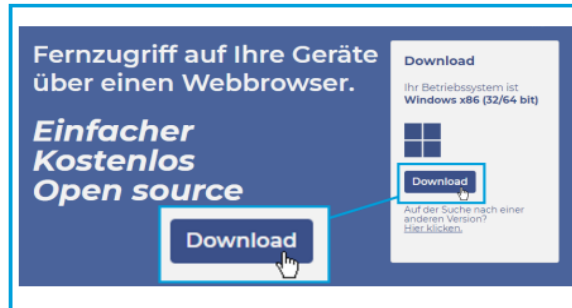 Fernzugriff auf Ihre Geräte
über einen Webbrowser.
Einfacher
Kostenlos
Open source
Download
Download
Ihr Betriebssystem ist
Windows x86 (32/64 bit)
Download
Auf der Suche nach einer
anderen Version?
Hier klicken.